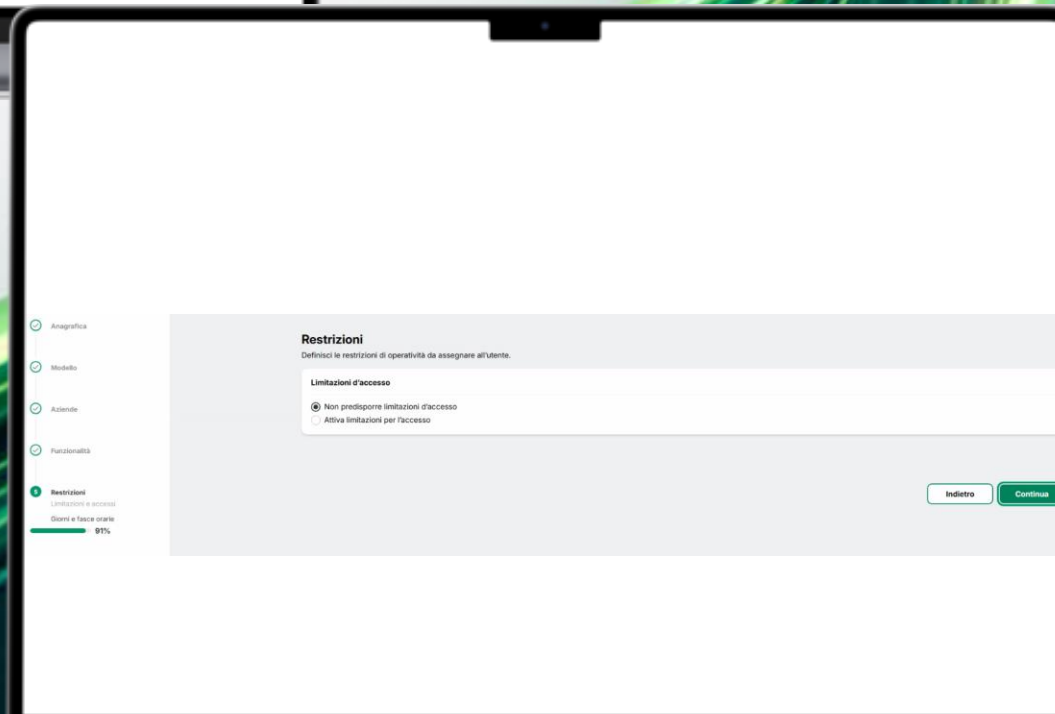 Anagrafica
Modello
Aziende
Funzionalità
5 Restrizioni
Limitazioni e accessi
Giorni e fasce orarie
91%
Restrizioni
Definisci le restrizioni di operatività da assegnare all'utente.
Limitazioni d'accesso
Non predisporre limitazioni d'accesso
Attiva limitazioni per l'accesso
Indietro
Continua